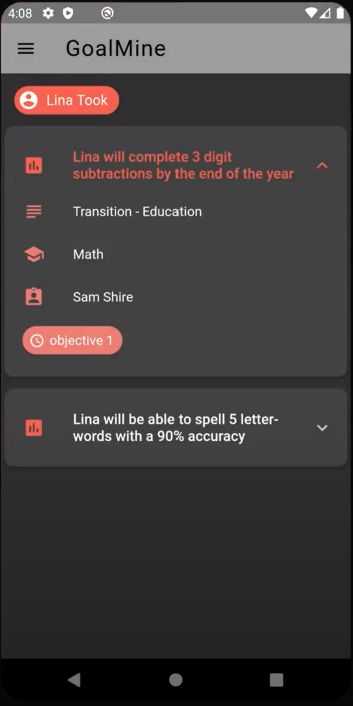 4:08
GoalMine
Lina Took
Lina will complete 3 digit
subtractions by the end of the year
Transition - Education
Math
Sam Shire
objective 1
Lina will be able to spell 5 letter-
words with a 90% accuracy